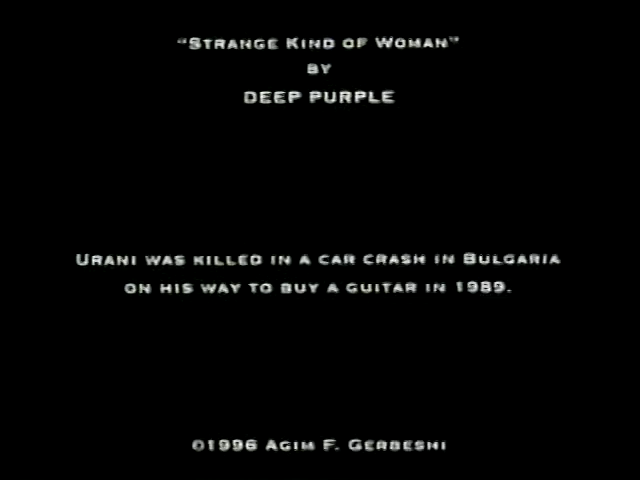 "STRANGE KIND OF WOMAN"
BY
DEEP PURPLE
URANI WAS KILLED IN A CAR CRASH IN BULGARIA
ON HIS WAY TO BUY A GUITAR IN 1989.
©1996 AGIM F. GERBESHI